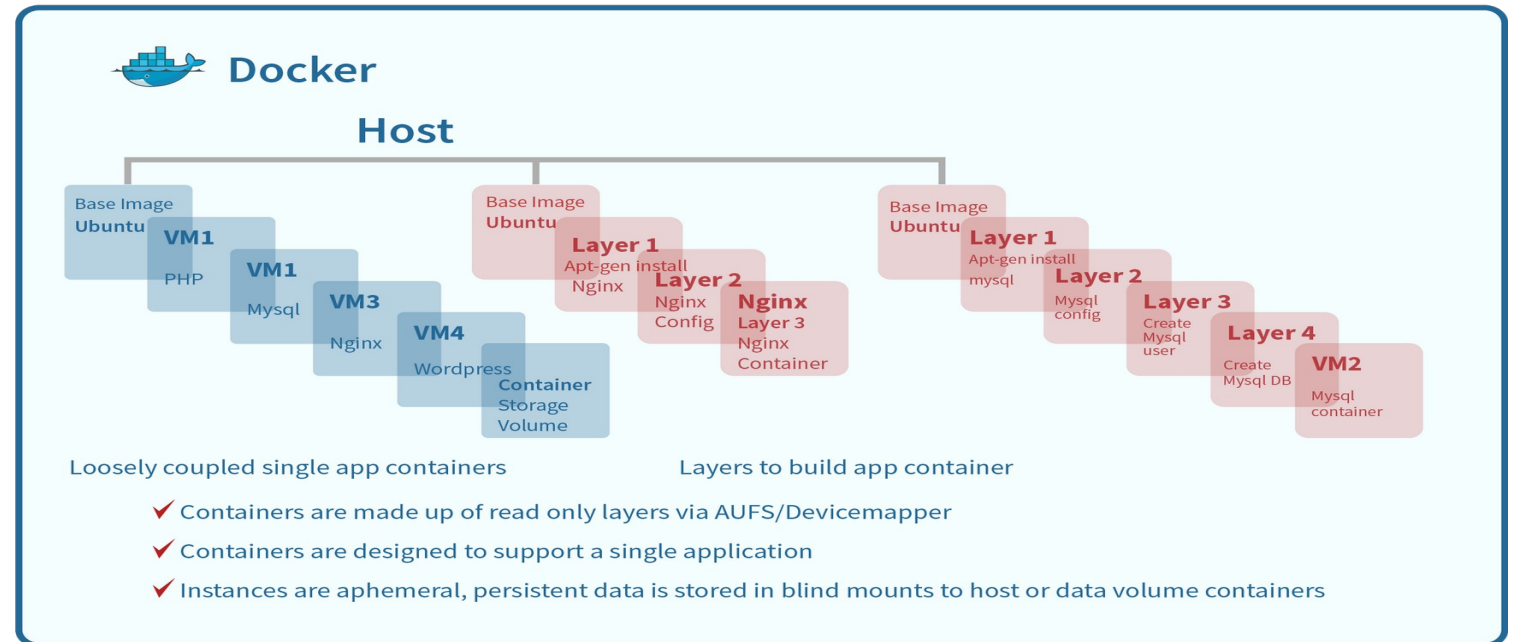 Docker
Host
Base Image
Ubuntu
VM1
PHP
VM1
Mysql
VM3
Nginx
VM4
Wordpress
Container
Storage
Volume
Base Image
Ubuntu
Layer 1
Apt-gen install
Nginx
Layer 2
Nginx
Config
Nginx
Layer 3
Nginx
Container
Base Image
Ubuntu
Layer 1
Apt-gen install
mysql
Layer 2
Mysql
config
Layer 3
Create
Mysql
user
Layer 4
Create
Mysql DB
VM2
Mysql
container
Loosely coupled single app containers
Layers to build app container
Containers are made up of read only layers via AUFS/Devicemapper
Containers are designed to support a single application
Instances are aphemeral, persistent data is stored in blind mounts to host or data volume containers